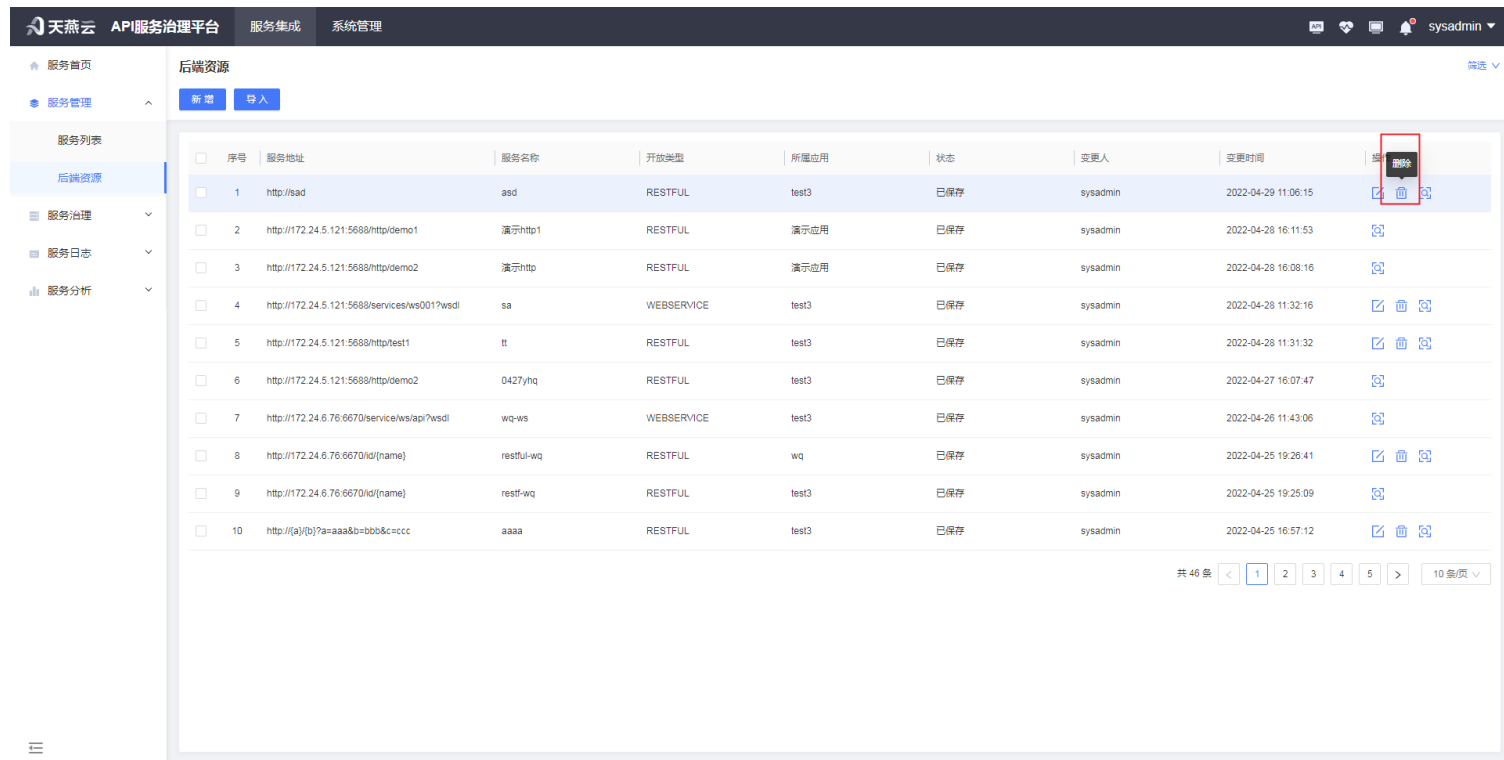 天燕云 API服务治理平台 服务集成 系统管理 API sysadmin
服务首页
服务管理
服务列表
后端资源
服务治理
服务日志
服务分析
后端资源 筛选
新增 导入
序号 服务地址 服务名称 开放类型 所属应用 状态 变更人 变更时间 操作
删除
1 http://sad asd RESTFUL test3 已保存 sysadmin 2022-04-29 11:06:15
2 http://172.24.5.121:5688/http/demo1 演示http1 RESTFUL 演示应用 已保存 sysadmin 2022-04-28 16:11:53
3 http://172.24.5.121:5688/http/demo2 演示http RESTFUL 演示应用 已保存 sysadmin 2022-04-28 16:08:16
4 http://172.24.5.121:5688/services/ws001?wsdl sa WEBSERVICE test3 已保存 sysadmin 2022-04-28 11:32:16
5 http://172.24.5.121:5688/http/test1 tt RESTFUL test3 已保存 sysadmin 2022-04-28 11:31:32
6 http://172.24.5.121:5688/http/demo2 0427yhq RESTFUL test3 已保存 sysadmin 2022-04-27 16:07:47
7 http://172.24.6.76:6670/service/ws/api?wsdl wq-ws WEBSERVICE test3 已保存 sysadmin 2022-04-26 11:43:06
8 http://172.24.6.76:6670/id/{name} restful-wq RESTFUL wq 已保存 sysadmin 2022-04-25 19:26:41
9 http://172.24.6.76:6670/id/{name} restf-wq RESTFUL test3 已保存 sysadmin 2022-04-25 19:25:09
10 http://{a}/{b}?a=aaa&b=bbb&c=ccc aaaa RESTFUL test3 已保存 sysadmin 2022-04-25 16:57:12
共 46 条 < 1 2 3 4 5 > 10 条/页